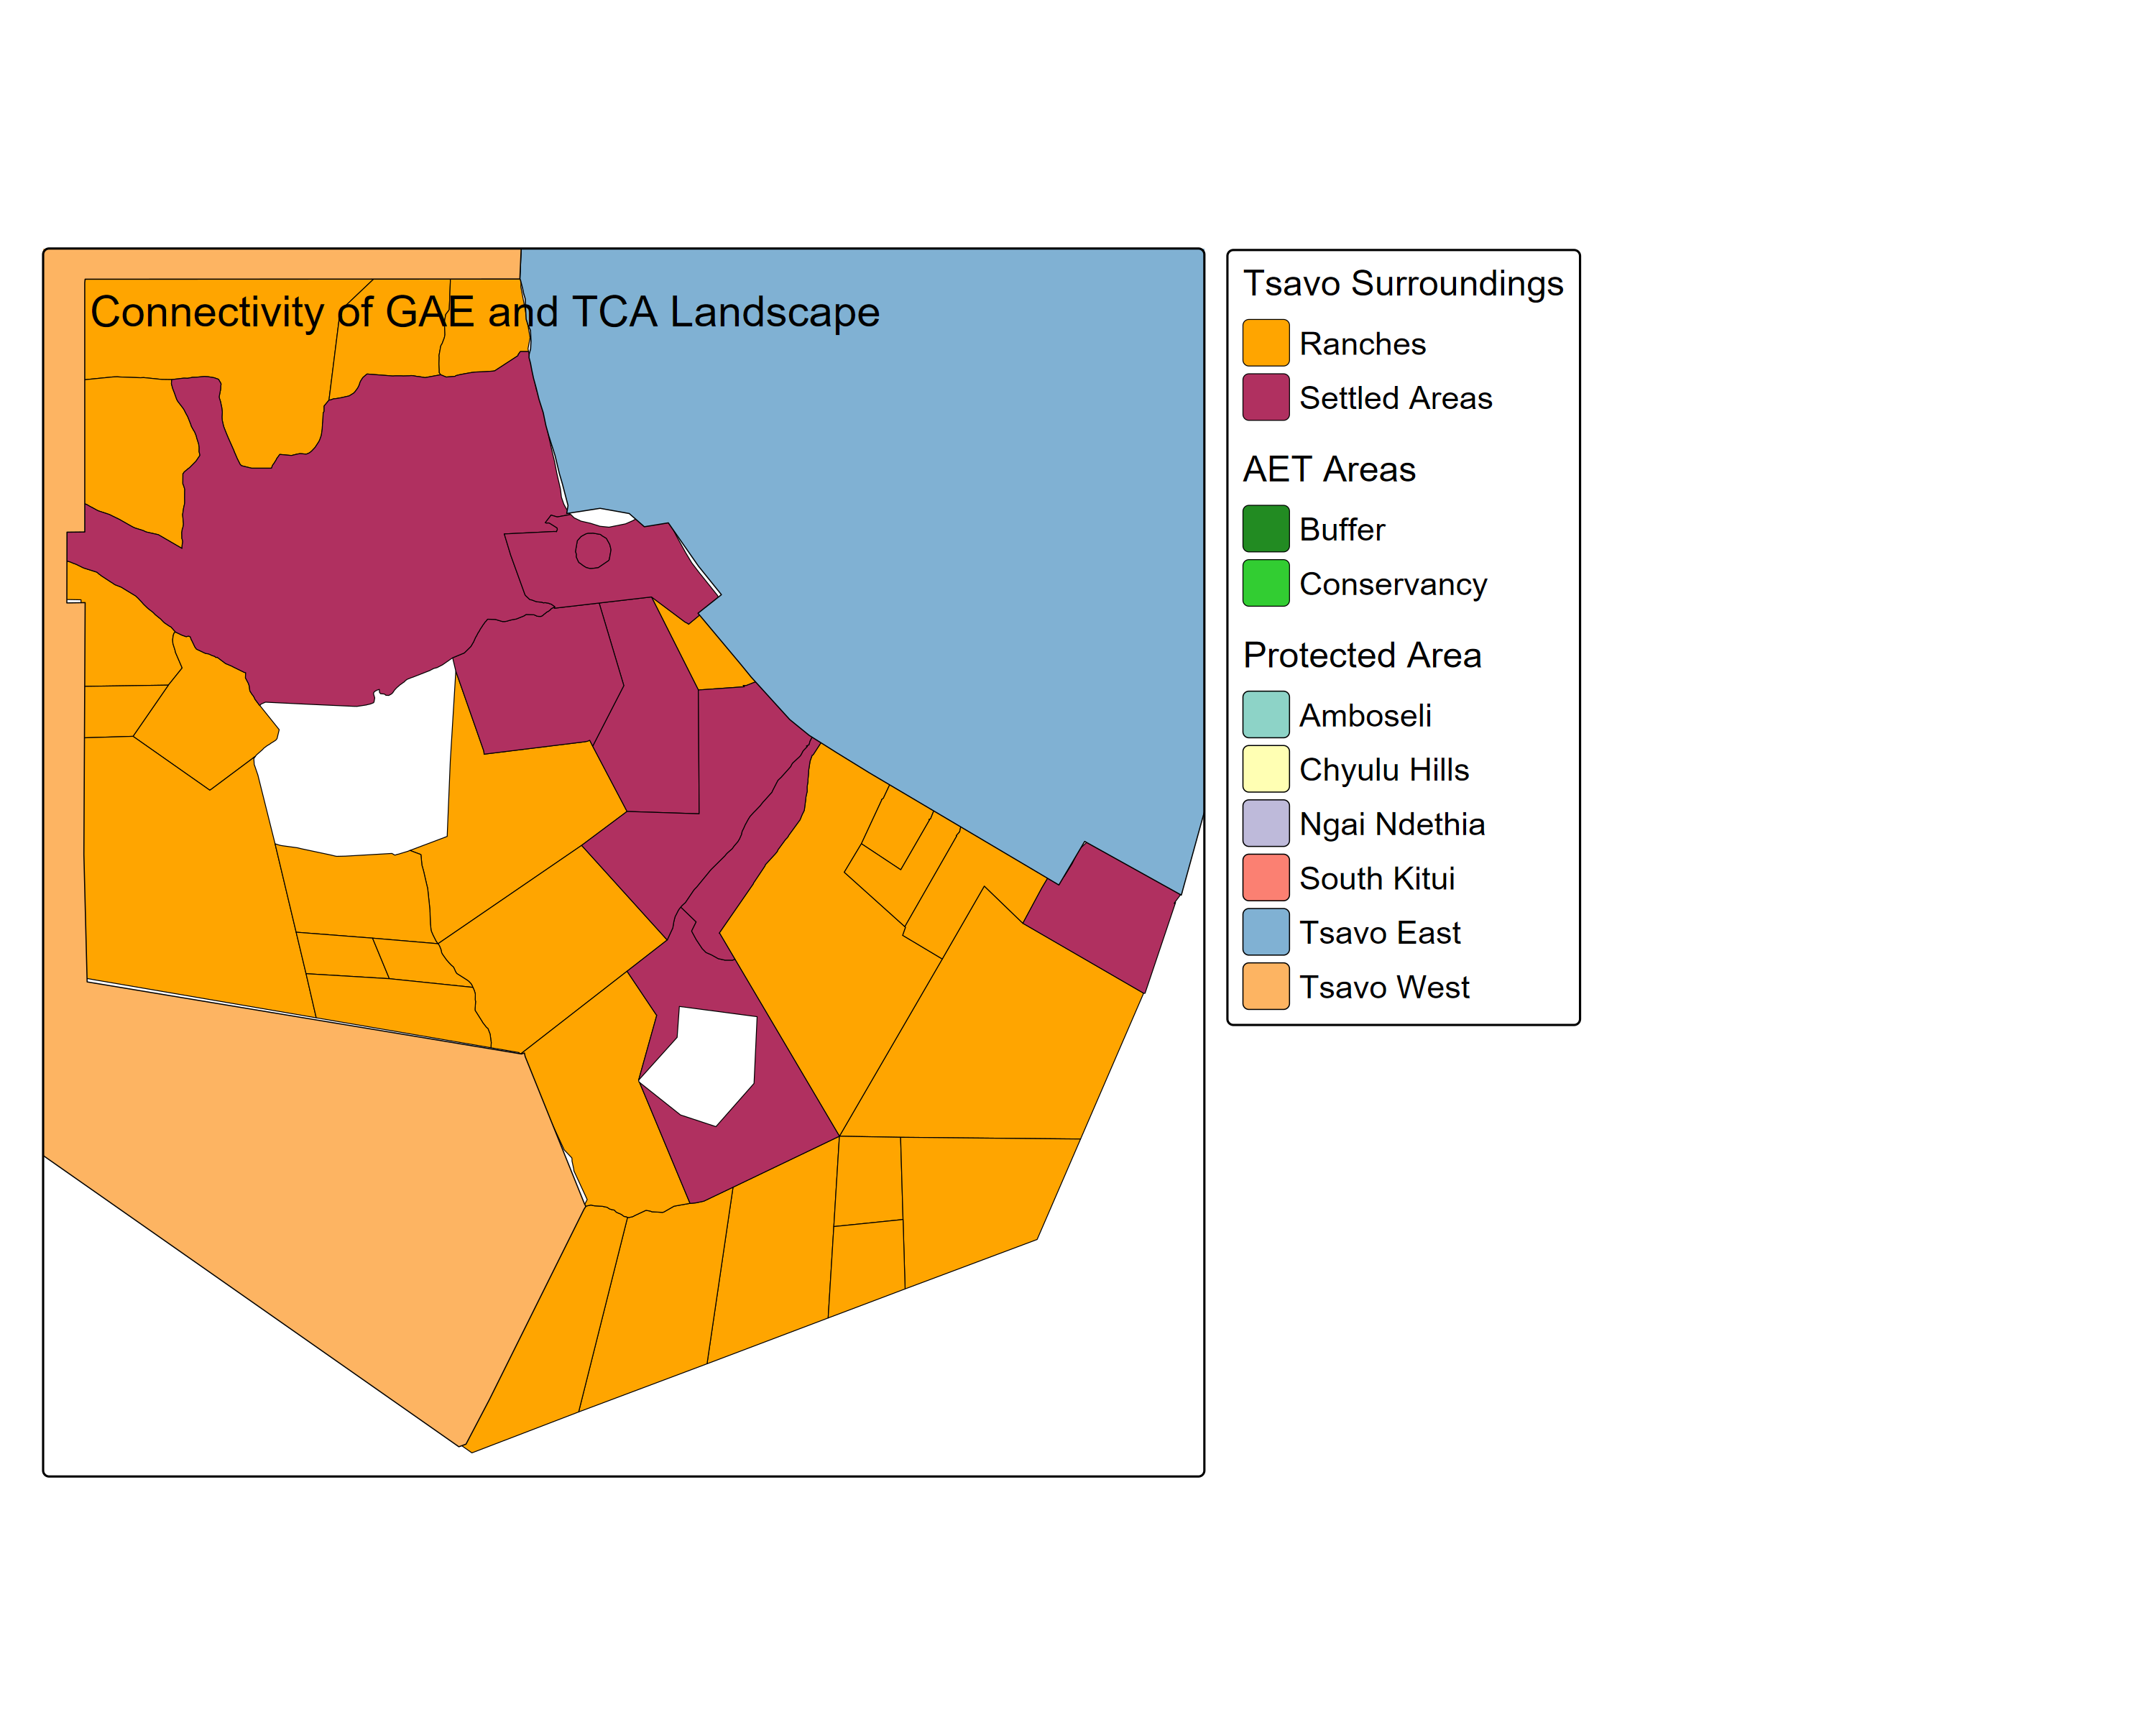 Connectivity of GAE and TCA Landscape
Tsavo Surroundings
Ranches
Settled Areas
AET Areas
Buffer
Conservancy
Protected Area
Amboseli
Chyulu Hills
Ngai Ndethia
South Kitui
Tsavo East
Tsavo West